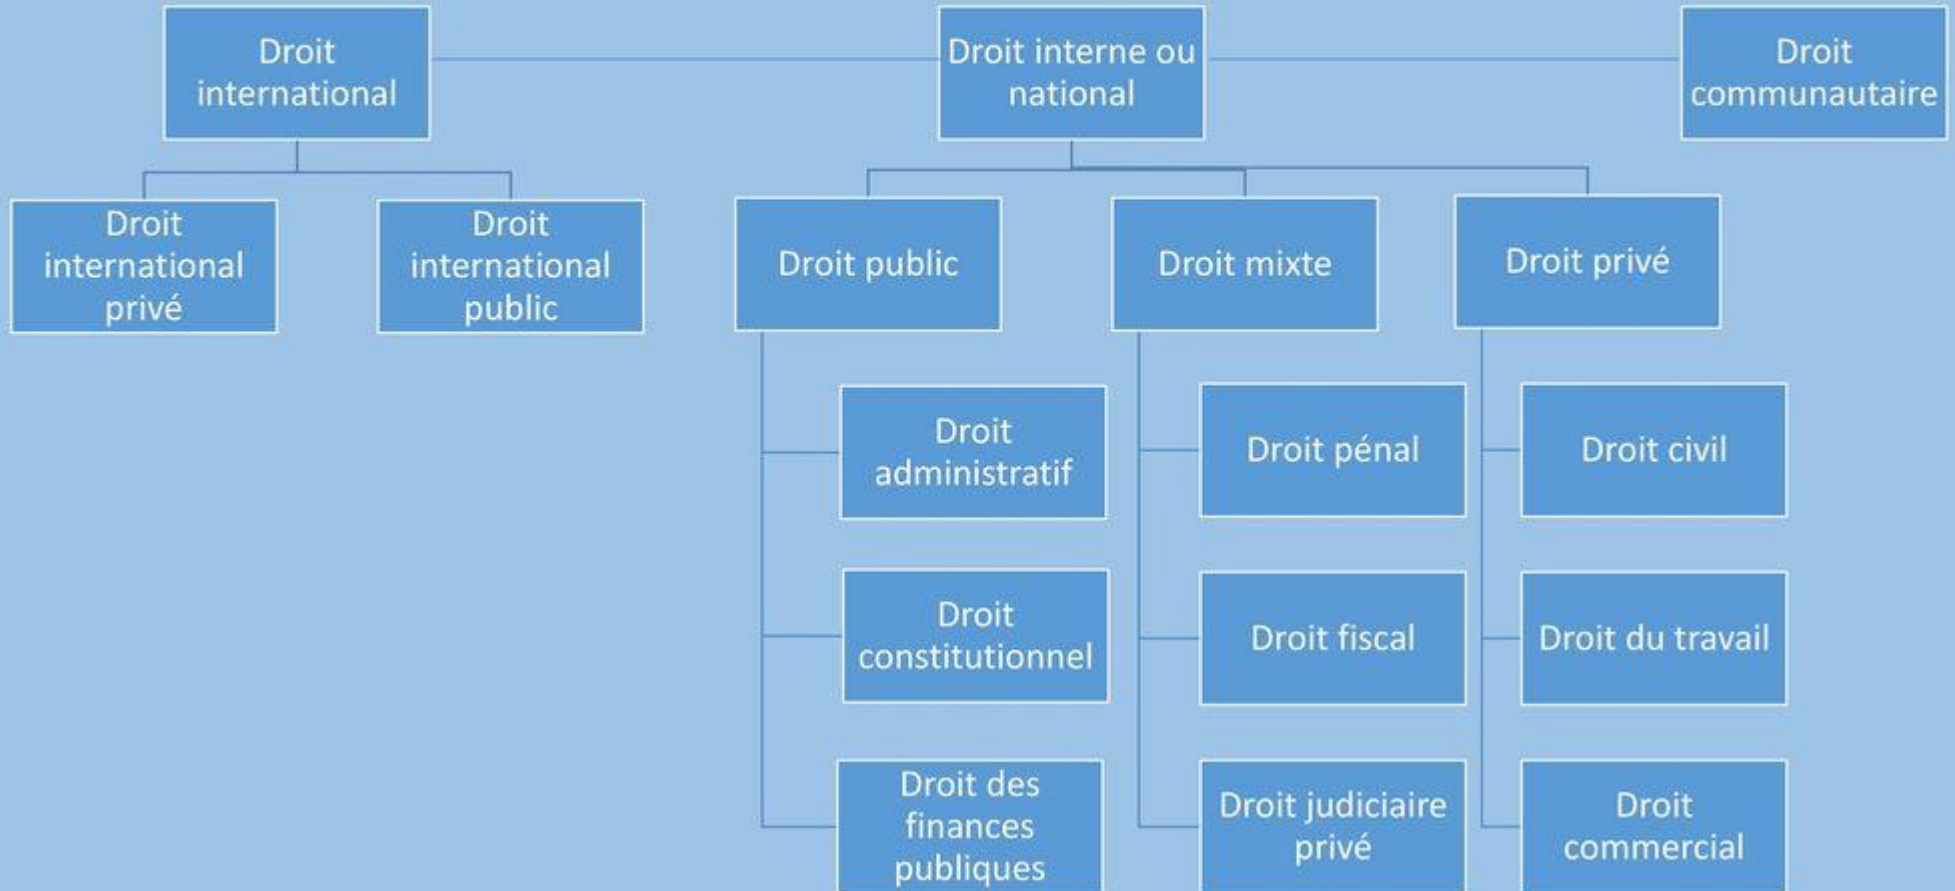 Droit
international
Droit interne ou
national
Droit
communautaire
Droit
international
privé
Droit
international
public
Droit public
Droit mixte
Droit privé
Droit
administratif
Droit pénal
Droit civil
Droit
constitutionnel
Droit fiscal
Droit du travail
Droit des
finances
publiques
Droit judiciaire
privé
Droit
commercial